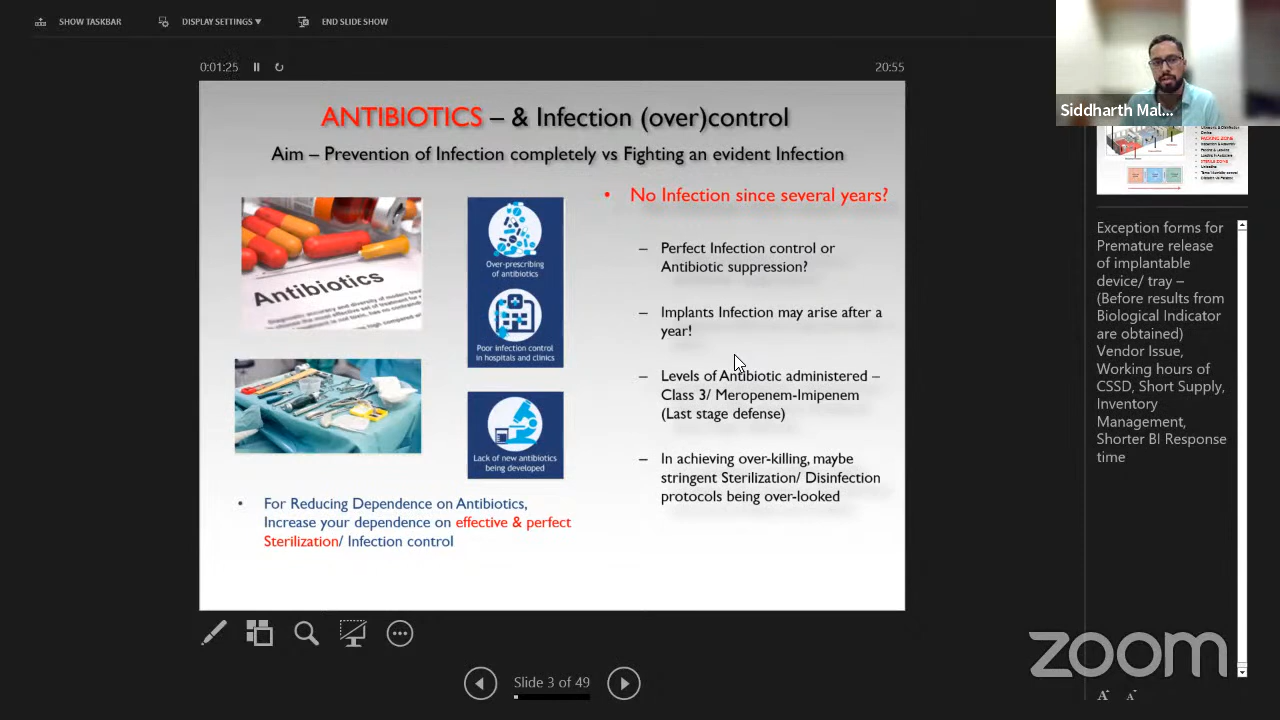 SHOW TASKBAR
DISPLAY SETTINGS ▼
END SLIDE SHOW
0:01:25
20:55
Siddharth Mal...
ANTIBIOTICS – & Infection (over)control
Aim – Prevention of Infection completely vs Fighting an evident Infection
Antibiotics
Over-prescribing
of antibiotics
Poor infection control
in hospitals and clinics
Lack of new antibiotics
being developed
• For Reducing Dependence on Antibiotics,
Increase your dependence on effective & perfect
Sterilization/ Infection control
• No Infection since several years?
– Perfect Infection control or
Antibiotic suppression?
– Implants Infection may arise after a
year!
– Levels of Antibiotic administered –
Class 3/ Meropenem-Imipenem
(Last stage defense)
– In achieving over-killing, maybe
stringent Sterilization/ Disinfection
protocols being over-looked
Exception forms for
Premature release
of implantable
device/ tray –
(Before results from
Biological Indicator
are obtained)
Vendor Issue,
Working hours of
CSSD, Short Supply,
Inventory
Management,
Shorter BI Response
time
Slide 3 of 49
zoom
A A